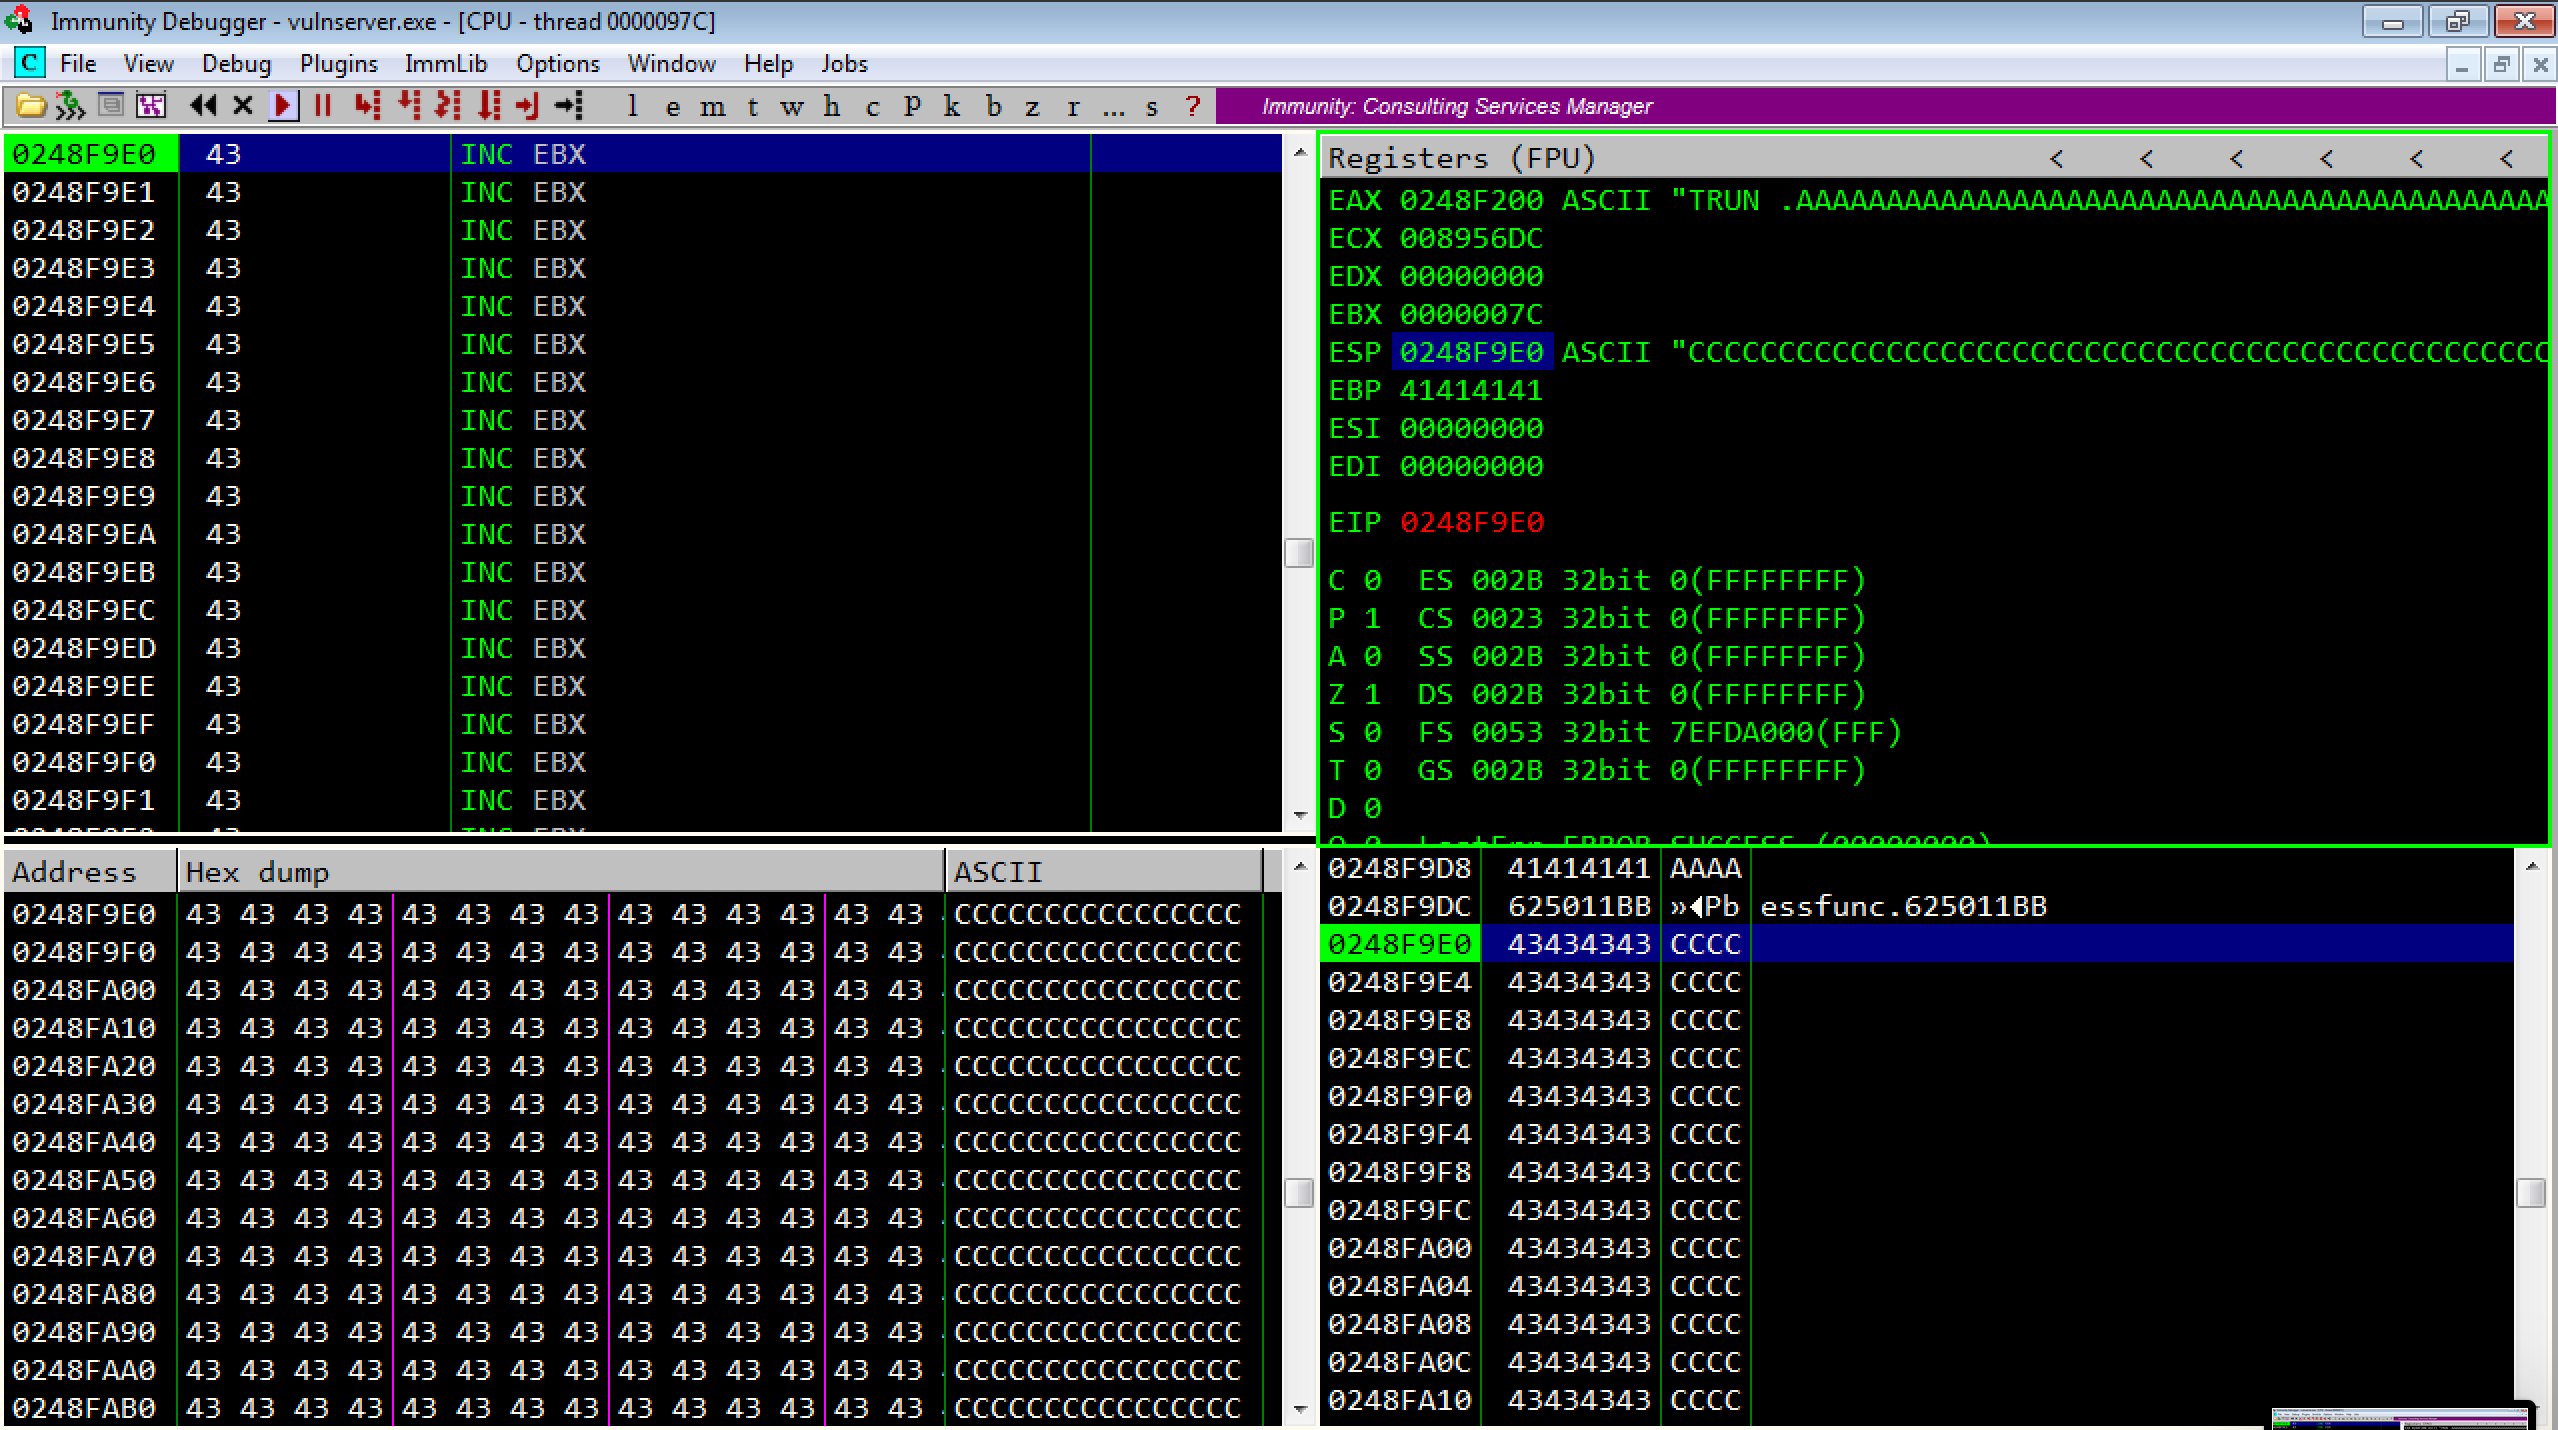 Immunity Debugger - vulnserver.exe - [CPU - thread 0000097C]
C File View Debug Plugins ImmLib Options Window Help Jobs
l e m t w h c P k b z r ... s ? Immunity: Consulting Services Manager
0248F9E0 43 INC EBX
0248F9E1 43 INC EBX
0248F9E2 43 INC EBX
0248F9E3 43 INC EBX
0248F9E4 43 INC EBX
0248F9E5 43 INC EBX
0248F9E6 43 INC EBX
0248F9E7 43 INC EBX
0248F9E8 43 INC EBX
0248F9E9 43 INC EBX
0248F9EA 43 INC EBX
0248F9EB 43 INC EBX
0248F9EC 43 INC EBX
0248F9ED 43 INC EBX
0248F9EE 43 INC EBX
0248F9EF 43 INC EBX
0248F9F0 43 INC EBX
0248F9F1 43 INC EBX
Registers (FPU) < < < < < <
EAX 0248F200 ASCII "TRUN .AAAAAAAAAAAAAAAAAAAAAAAAAAAAAAAAAAAAAAAAAA
ECX 008956DC
EDX 00000000
EBX 0000007C
ESP 0248F9E0 ASCII "CCCCCCCCCCCCCCCCCCCCCCCCCCCCCCCCCCCCCCCCCCCCCCCC
EBP 41414141
ESI 00000000
EDI 00000000
EIP 0248F9E0
C 0 ES 002B 32bit 0(FFFFFFFF)
P 1 CS 0023 32bit 0(FFFFFFFF)
A 0 SS 002B 32bit 0(FFFFFFFF)
Z 1 DS 002B 32bit 0(FFFFFFFF)
S 0 FS 0053 32bit 7EFDA000(FFF)
T 0 GS 002B 32bit 0(FFFFFFFF)
D 0
O 0 LastErr ERROR_SUCCESS (00000000)
Address Hex dump ASCII
0248F9E0 43 43 43 43 43 43 43 43 43 43 43 43 43 43 CCCCCCCCCCCCCCCC
0248F9F0 43 43 43 43 43 43 43 43 43 43 43 43 43 43 CCCCCCCCCCCCCCCC
0248FA00 43 43 43 43 43 43 43 43 43 43 43 43 43 43 CCCCCCCCCCCCCCCC
0248FA10 43 43 43 43 43 43 43 43 43 43 43 43 43 43 CCCCCCCCCCCCCCCC
0248FA20 43 43 43 43 43 43 43 43 43 43 43 43 43 43 CCCCCCCCCCCCCCCC
0248FA30 43 43 43 43 43 43 43 43 43 43 43 43 43 43 CCCCCCCCCCCCCCCC
0248FA40 43 43 43 43 43 43 43 43 43 43 43 43 43 43 CCCCCCCCCCCCCCCC
0248FA50 43 43 43 43 43 43 43 43 43 43 43 43 43 43 CCCCCCCCCCCCCCCC
0248FA60 43 43 43 43 43 43 43 43 43 43 43 43 43 43 CCCCCCCCCCCCCCCC
0248FA70 43 43 43 43 43 43 43 43 43 43 43 43 43 43 CCCCCCCCCCCCCCCC
0248FA80 43 43 43 43 43 43 43 43 43 43 43 43 43 43 CCCCCCCCCCCCCCCC
0248FA90 43 43 43 43 43 43 43 43 43 43 43 43 43 43 CCCCCCCCCCCCCCCC
0248FAA0 43 43 43 43 43 43 43 43 43 43 43 43 43 43 CCCCCCCCCCCCCCCC
0248FAB0 43 43 43 43 43 43 43 43 43 43 43 43 43 43 CCCCCCCCCCCCCCCC
0248F9D8 41414141 AAAA
0248F9DC 625011BB »◄Pb essfunc.625011BB
0248F9E0 43434343 CCCC
0248F9E4 43434343 CCCC
0248F9E8 43434343 CCCC
0248F9EC 43434343 CCCC
0248F9F0 43434343 CCCC
0248F9F4 43434343 CCCC
0248F9F8 43434343 CCCC
0248F9FC 43434343 CCCC
0248FA00 43434343 CCCC
0248FA04 43434343 CCCC
0248FA08 43434343 CCCC
0248FA0C 43434343 CCCC
0248FA10 43434343 CCCC